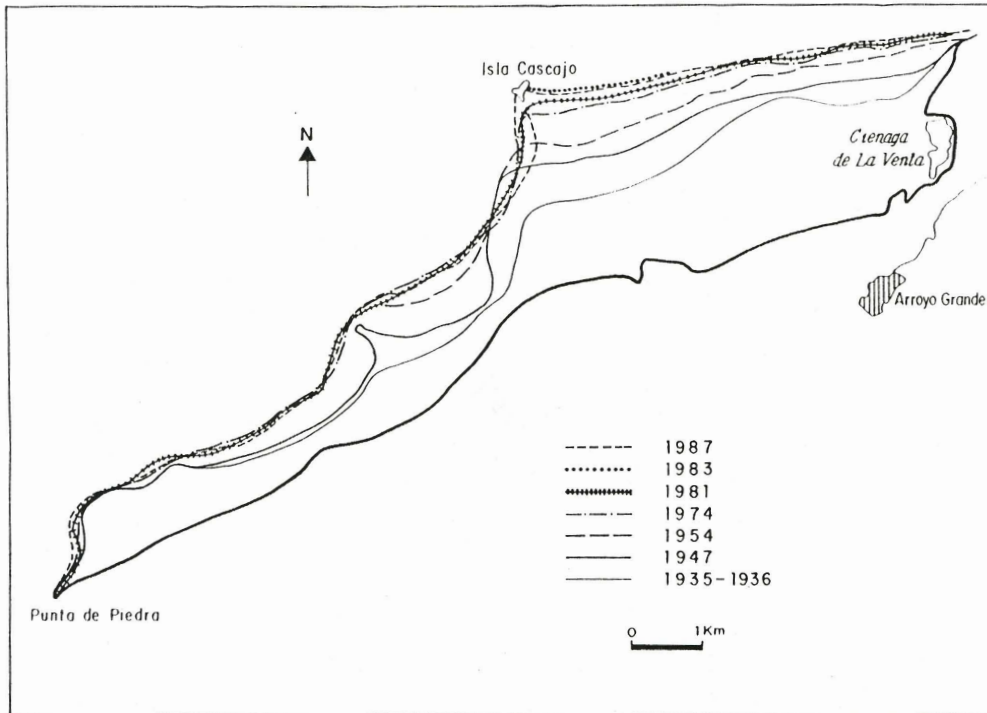 Isla Cascajo
N
Cienaga
de La Venta
Arroyo Grande
1987
1983
1981
1974
1954
1947
1935-1936
0 1Km
Punta de Piedra